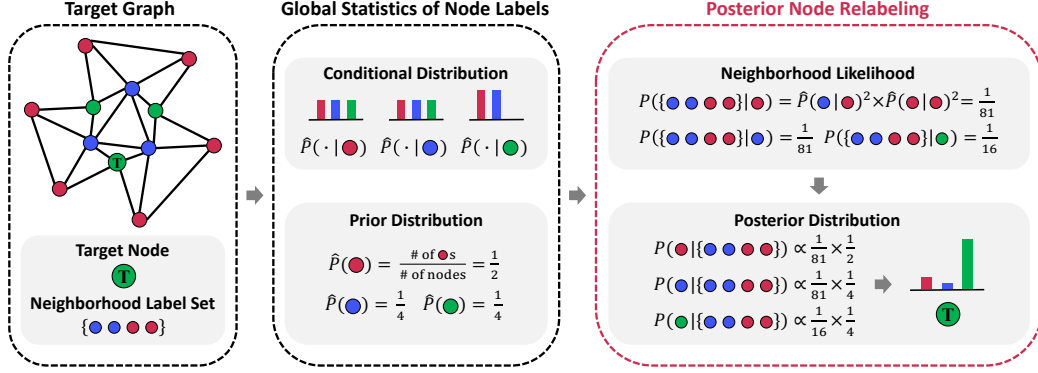 Target Graph
T
Target Node
T
Neighborhood Label Set
{ }
Global Statistics of Node Labels
Conditional Distribution
P̂( · | ) P̂( · | ) P̂( · | )
Prior Distribution
P̂( ) = # of s / # of nodes = 1/2
P̂( ) = 1/4 P̂( ) = 1/4
Posterior Node Relabeling
Neighborhood Likelihood
P({ }| ) = P̂( | )² × P̂( | )² = 1/81
P({ }| ) = 1/81 P({ }| ) = 1/16
Posterior Distribution
P( |{ }) ∝ 1/81 × 1/2
P( |{ }) ∝ 1/81 × 1/4
P( |{ }) ∝ 1/16 × 1/4
T